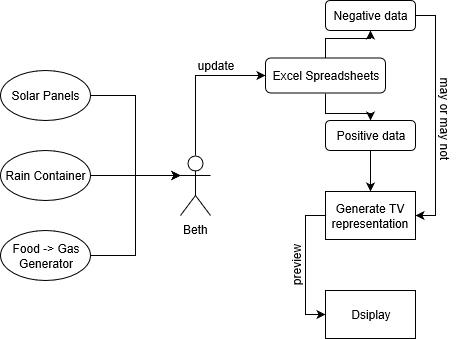 Negative data
update
Excel Spreadsheets
may or may not
Solar Panels
Positive data
Rain Container
Generate TV
representation
Beth
Food -> Gas
Generator
preview
Dsiplay